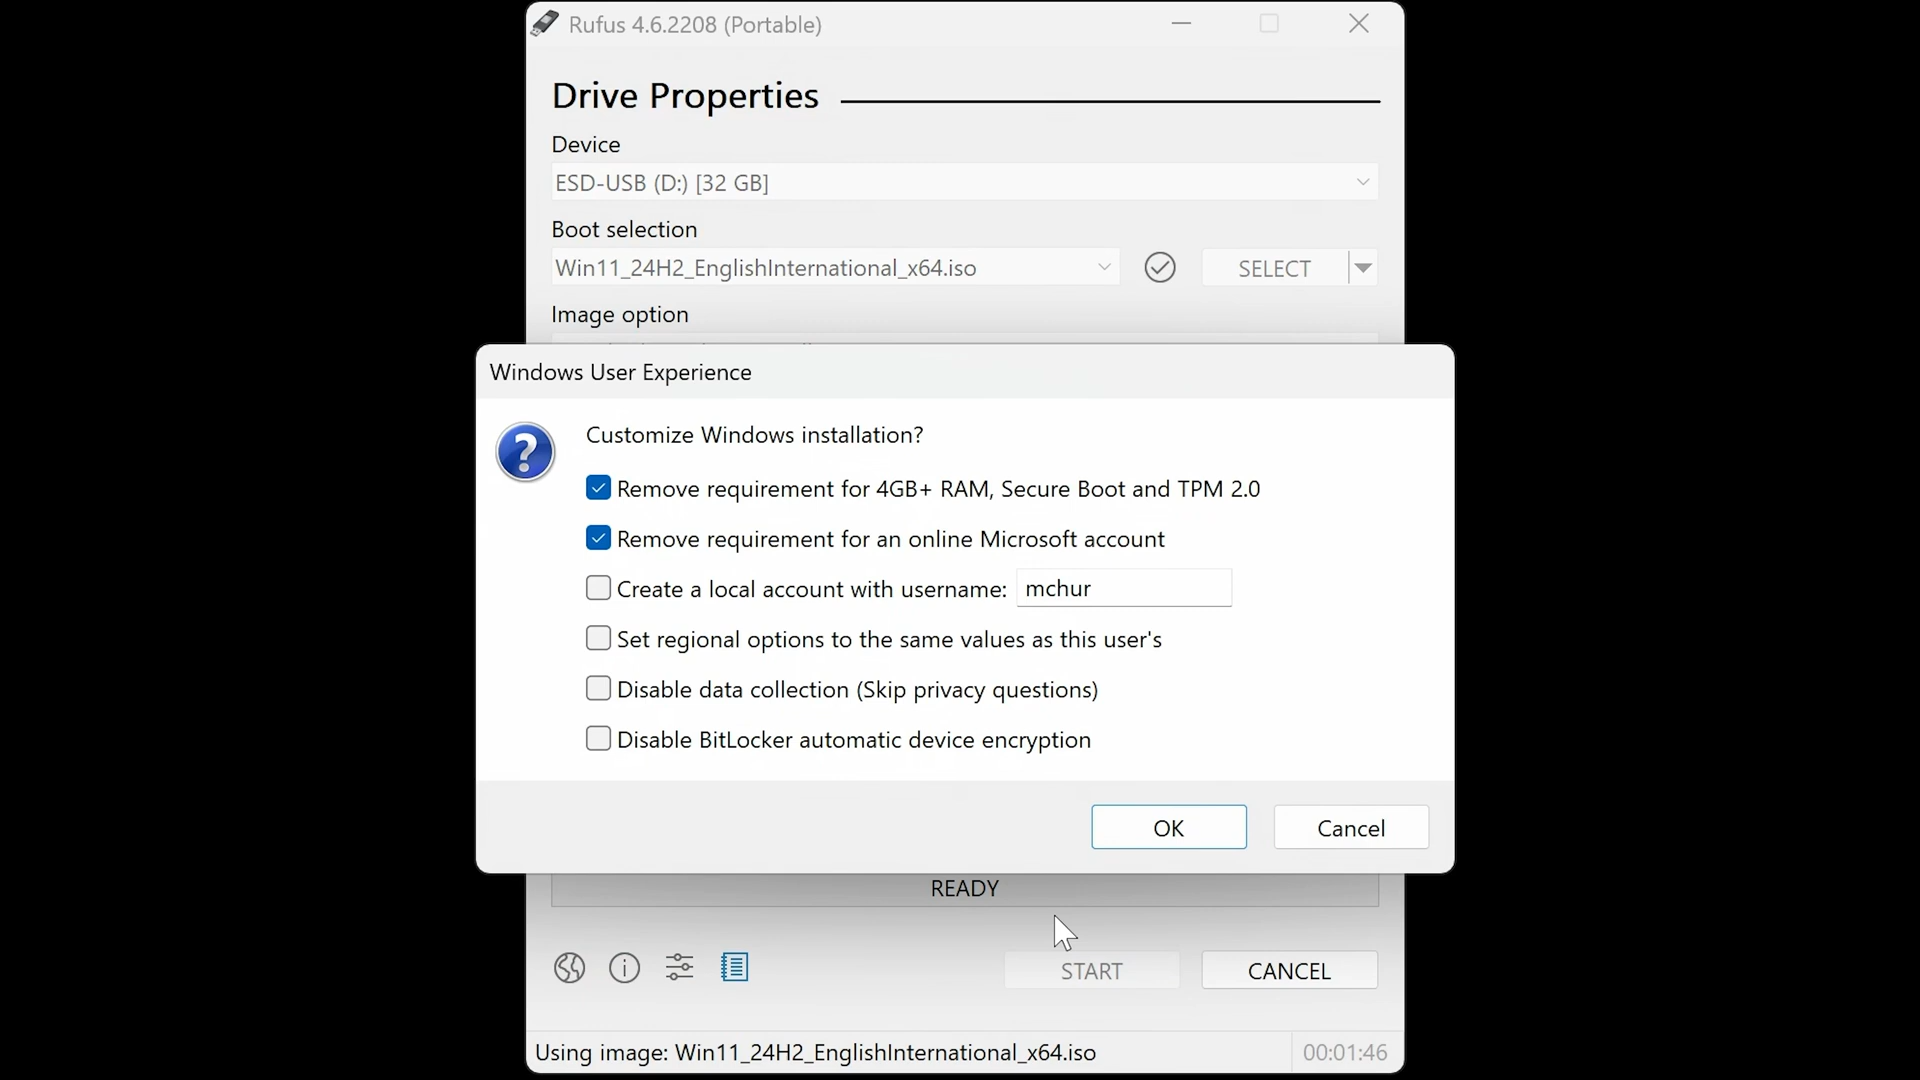 Rufus 4.6.2208 (Portable)
Drive Properties
Device
ESD-USB (D:) [32 GB]
Boot selection
Win11_24H2_EnglishInternational_x64.iso
SELECT
Image option
Windows User Experience
?
Customize Windows installation?
Remove requirement for 4GB+ RAM, Secure Boot and TPM 2.0
Remove requirement for an online Microsoft account
Create a local account with username: mchur
Set regional options to the same values as this user's
Disable data collection (Skip privacy questions)
Disable BitLocker automatic device encryption
OK
Cancel
READY
START
CANCEL
Using image: Win11_24H2_EnglishInternational_x64.iso
00:01:46